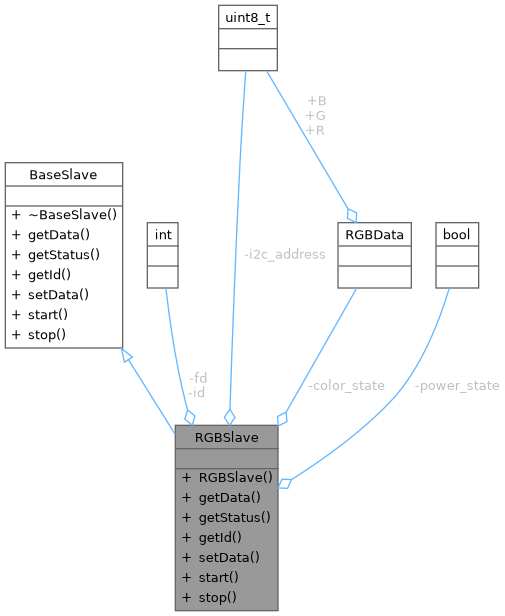 uint8_t
+B
+G
+R
BaseSlave
+ ~BaseSlave()
+ getData()
+ getStatus()
+ getId()
+ setData()
+ start()
+ stop()
int
RGBData
bool
-i2c_address
-fd
-id
-color_state
-power_state
RGBSlave
+ RGBSlave()
+ getData()
+ getStatus()
+ getId()
+ setData()
+ start()
+ stop()